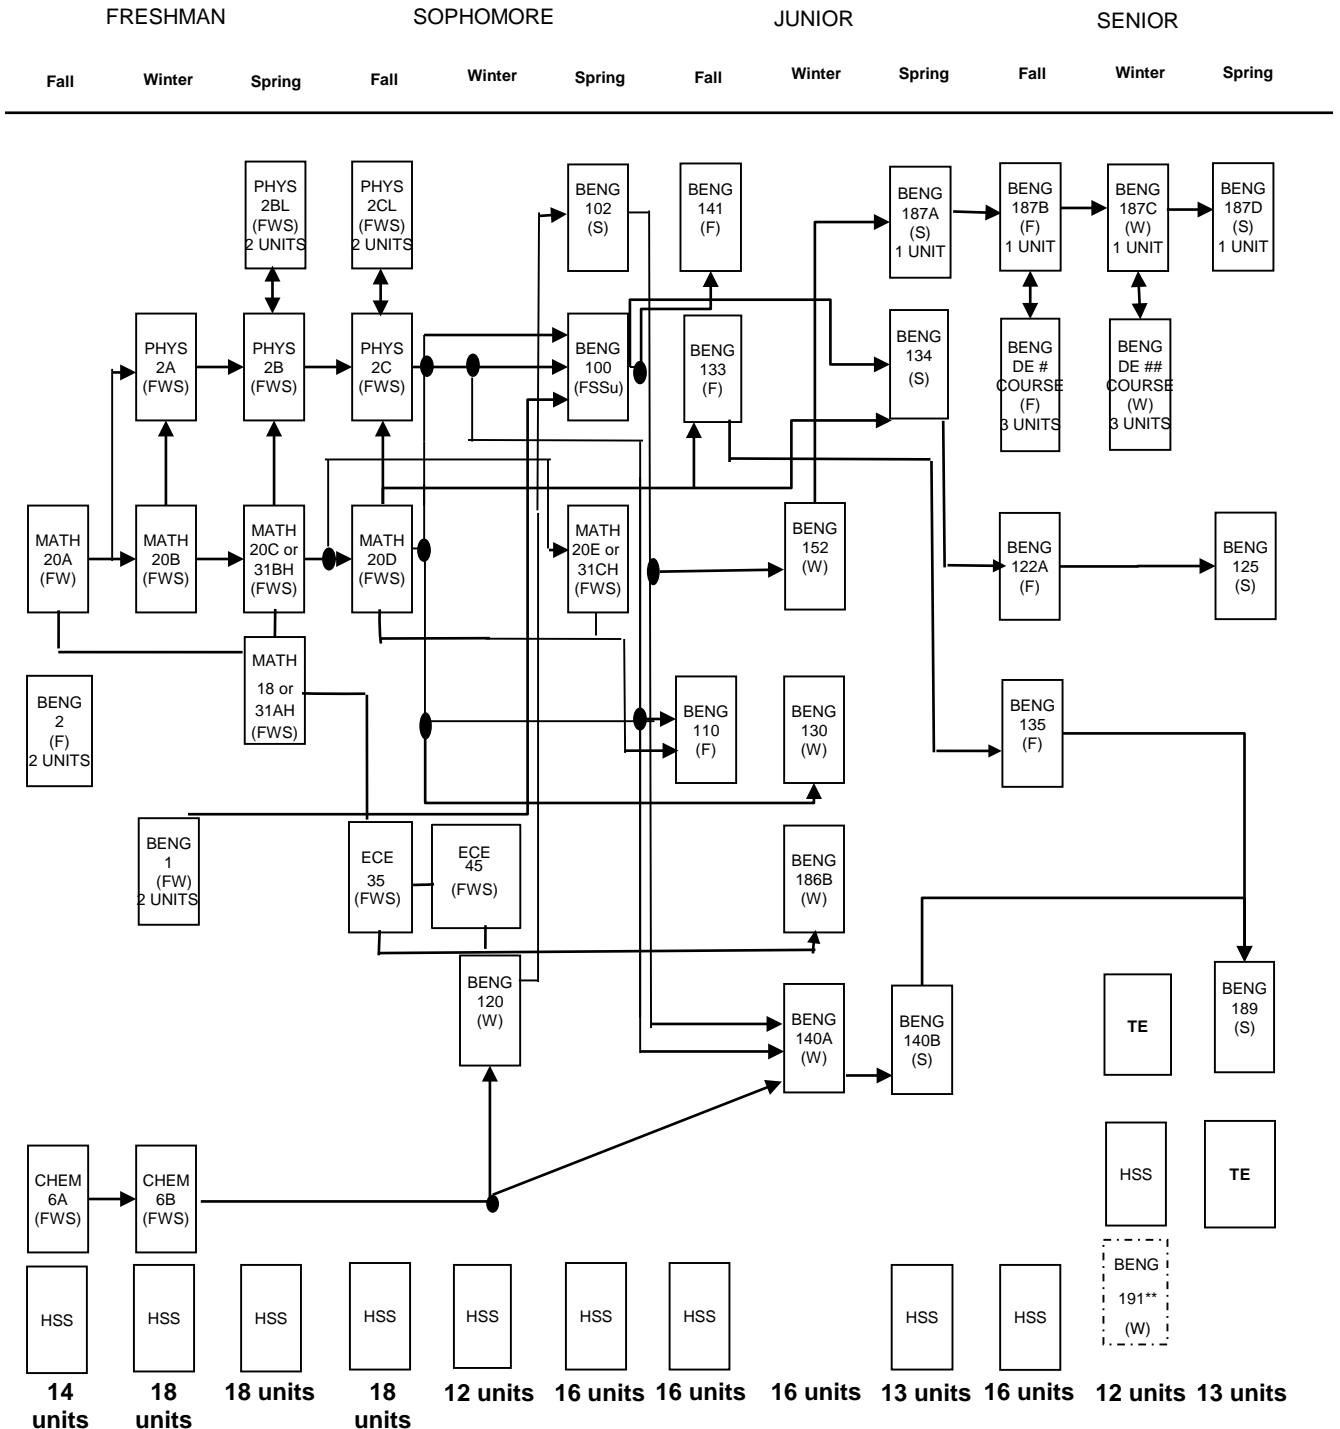 FRESHMAN
SOPHOMORE
JUNIOR
SENIOR
Fall
Winter
Spring
Fall
Winter
Spring
Fall
Winter
Spring
Fall
Winter
Spring
PHYS
2BL
(FWS)
2 UNITS
PHYS
2CL
(FWS)
2 UNITS
BENG
102
(S)
BENG
141
(F)
BENG
187A
(S)
1 UNIT
BENG
187B
(F)
1 UNIT
BENG
187C
(W)
1 UNIT
BENG
187D
(S)
1 UNIT
PHYS
2A
(FWS)
PHYS
2B
(FWS)
PHYS
2C
(FWS)
BENG
100
(FSSu)
BENG
133
(F)
BENG
134
(S)
BENG
DE #
COURSE
(F)
3 UNITS
BENG
DE ##
COURSE
(W)
3 UNITS
MATH
20A
(FW)
MATH
20B
(FWS)
MATH
20C or
31BH
(FWS)
MATH
20D
(FWS)
MATH
20E or
31CH
(FWS)
BENG
152
(W)
BENG
122A
(F)
BENG
125
(S)
MATH
18 or
31AH
(FWS)
BENG
2
(F)
2 UNITS
BENG
110
(F)
BENG
130
(W)
BENG
135
(F)
BENG
1
(FW)
2 UNITS
ECE
35
(FWS)
ECE
45
(FWS)
BENG
186B
(W)
BENG
120
(W)
BENG
140A
(W)
BENG
140B
(S)
TE
BENG
189
(S)
CHEM
6A
(FWS)
CHEM
6B
(FWS)
HSS
TE
BENG
191**
(W)
HSS
HSS
HSS
HSS
HSS
HSS
HSS
HSS
HSS
14
units
18
units
18 units
18
units
12 units
16 units
16 units
16 units
13 units
16 units
12 units
13 units